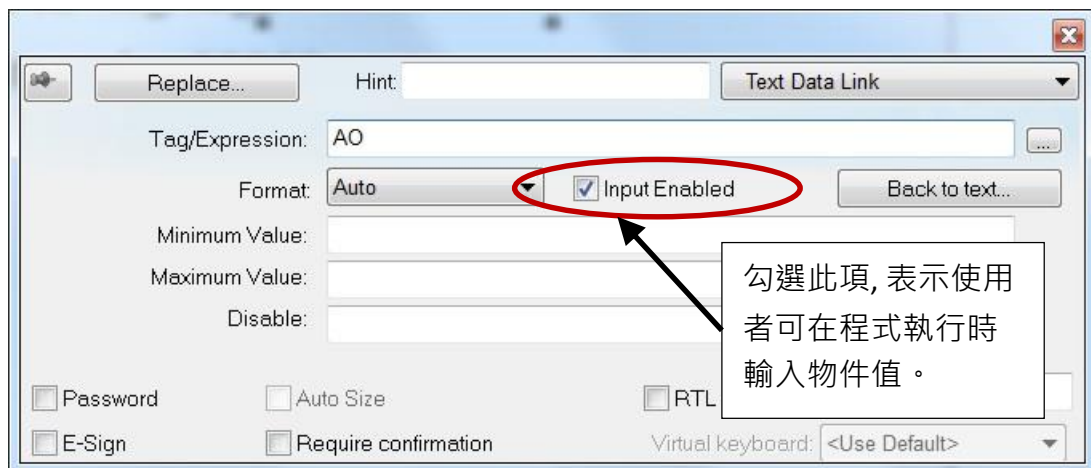 Replace... Hint: Text Data Link
Tag/Expression: AO ...
Format: Auto Input Enabled Back to text...
Minimum Value:
Maximum Value:
Disable:
勾選此項, 表示使用
者可在程式執行時
輸入物件值。
Password Auto Size RTL
E-Sign Require confirmation Virtual keyboard: <Use Default>